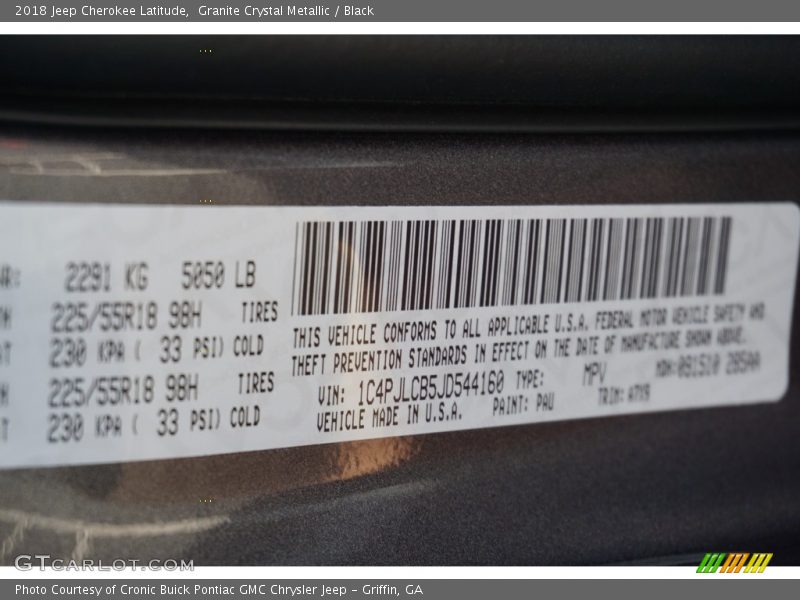 2018 Jeep Cherokee Latitude,  Granite Crystal Metallic / Black
2291 KG 5050 LB
225/55R18 98H TIRES
230 KPA ( 33 PSI) COLD
225/55R18 98H TIRES
230 KPA ( 33 PSI) COLD
THIS VEHICLE CONFORMS TO ALL APPLICABLE U.S.A. FEDERAL MOTOR VEHICLE SAFETY AND
THEFT PREVENTION STANDARDS IN EFFECT ON THE DATE OF MANUFACTURE SHOWN ABOVE.
VIN: 1C4PJLCB5JD544160 TYPE: MPV MDH:
VEHICLE MADE IN U.S.A. PAINT: PAU TRIM:
GTCARLOT.COM
Photo Courtesy of Cronic Buick Pontiac GMC Chrysler Jeep - Griffin, GA